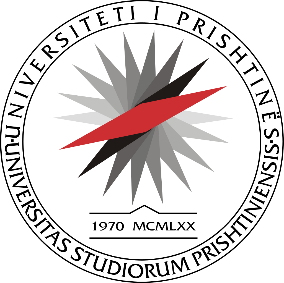 UNIVERSITETI I PRISHTINËS
UNIVERSITAS STUDIORUM PRISHTINIENSIS
1970 MCMLXX